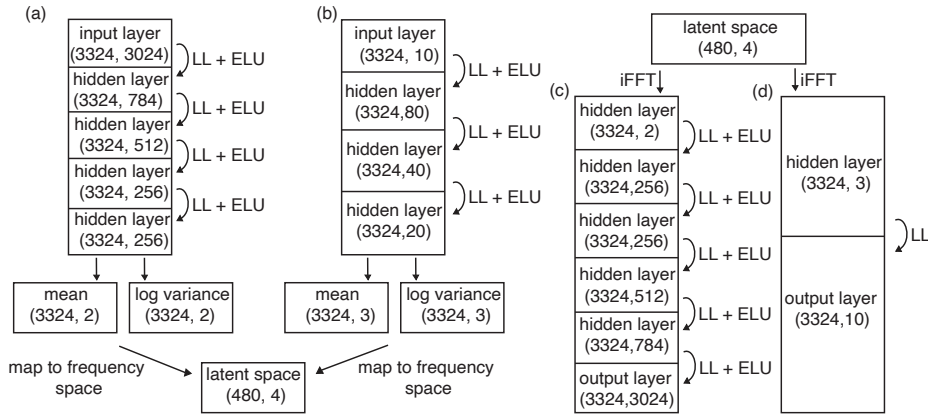 (a)
input layer
(3324, 3024)
LL + ELU
hidden layer
(3324, 784)
LL + ELU
hidden layer
(3324, 512)
LL + ELU
hidden layer
(3324, 256)
LL + ELU
hidden layer
(3324, 256)
mean
(3324, 2)
log variance
(3324, 2)
map to frequency
space
(b)
input layer
(3324, 10)
LL + ELU
hidden layer
(3324,80)
LL + ELU
hidden layer
(3324,40)
LL + ELU
hidden layer
(3324,20)
mean
(3324, 3)
log variance
(3324, 3)
map to frequency
space
latent space
(480, 4)
latent space
(480, 4)
iFFT
iFFT
(c)
hidden layer
(3324, 2)
LL + ELU
hidden layer
(3324,256)
LL + ELU
hidden layer
(3324,256)
LL + ELU
hidden layer
(3324,512)
LL + ELU
hidden layer
(3324,784)
LL + ELU
output layer
(3324,3024)
(d)
hidden layer
(3324, 3)
LL
output layer
(3324,10)